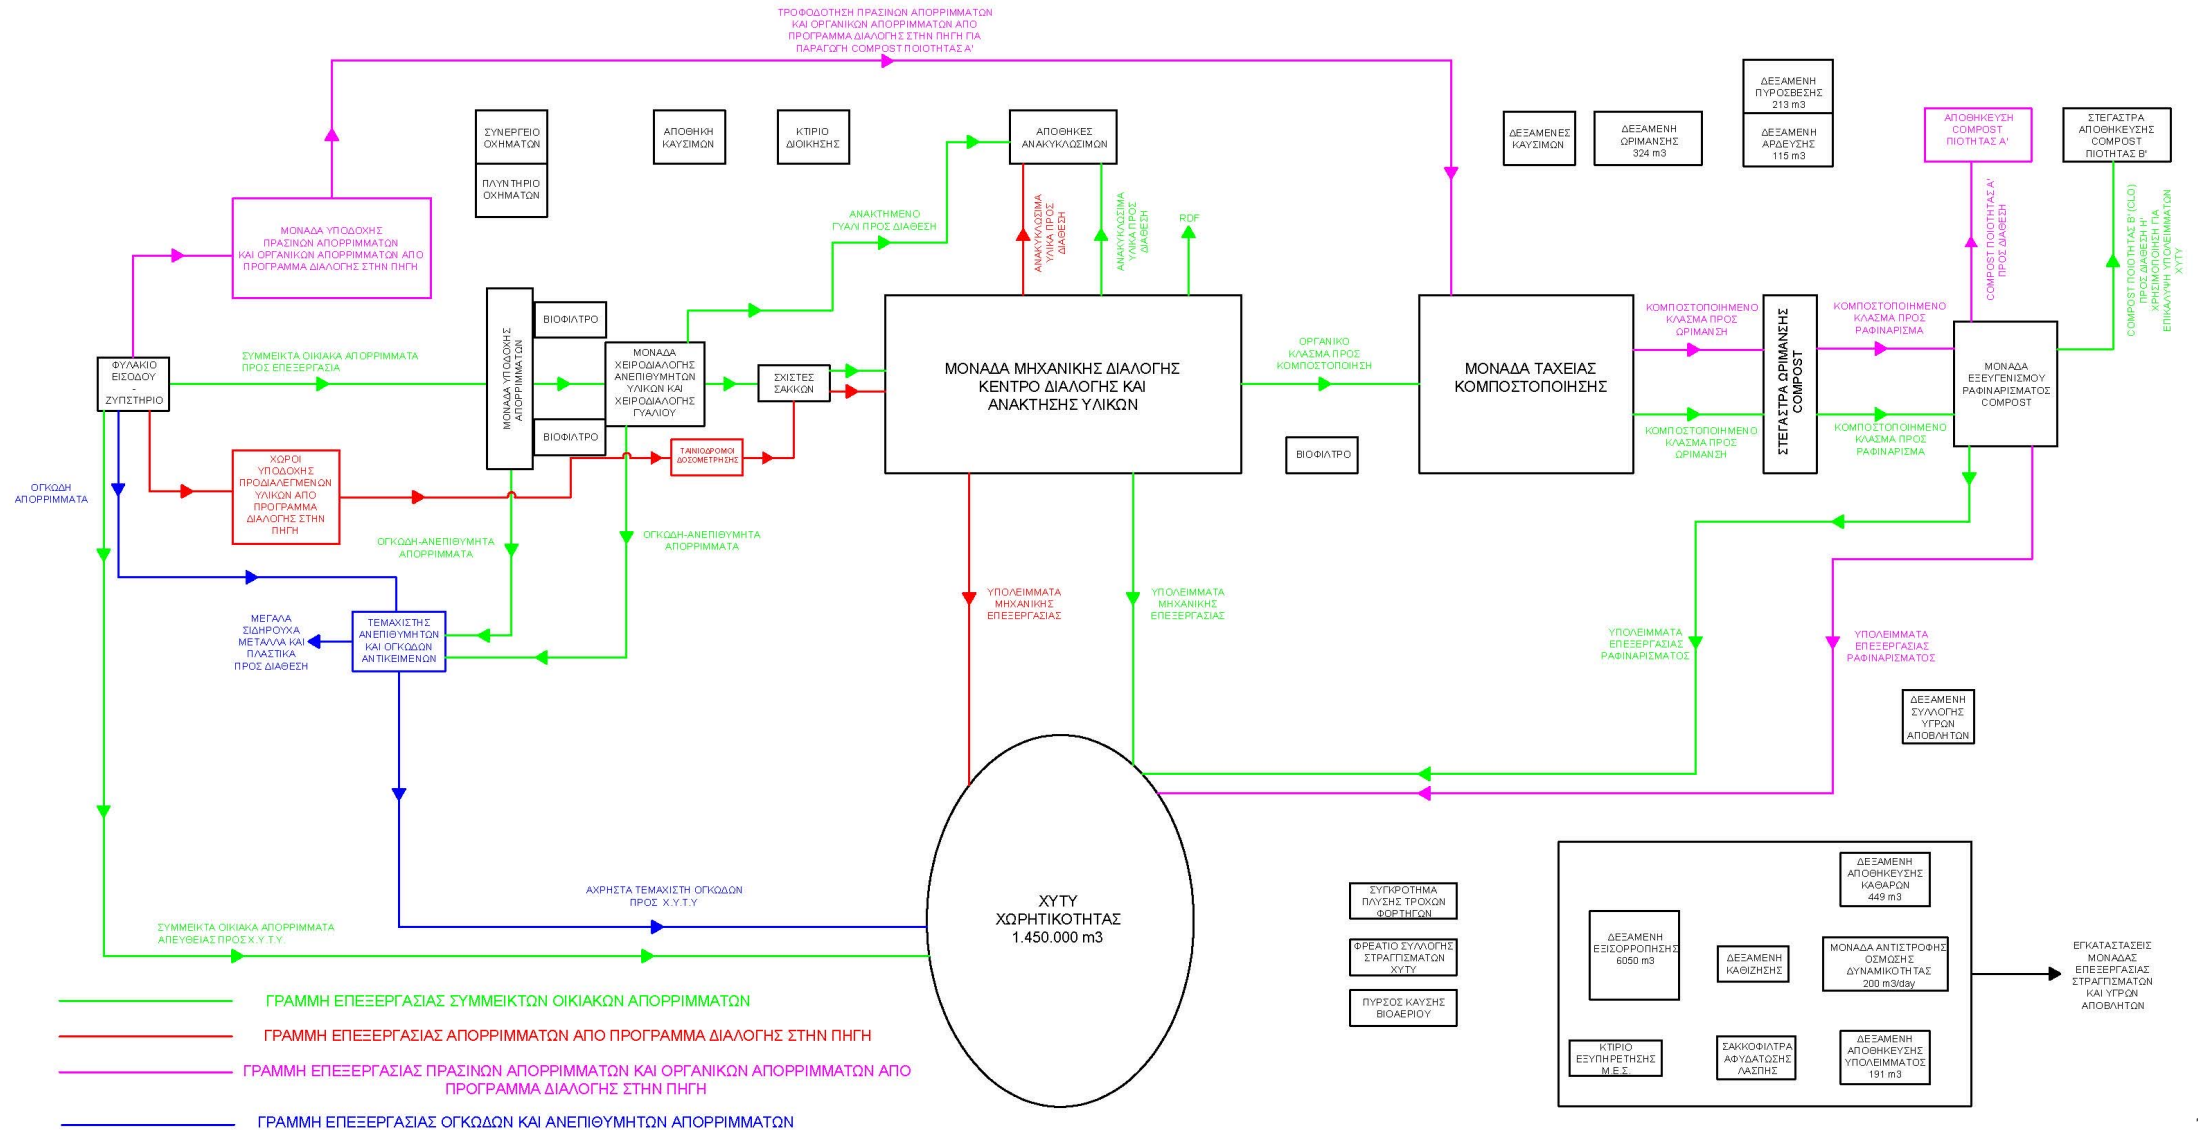 ΤΡΟΦΟΔΟΤΗΣΗ ΠΡΑΣΙΝΩΝ ΑΠΟΡΡΙΜΜΑΤΩΝ
ΚΑΙ ΟΡΓΑΝΙΚΩΝ ΑΠΟΡΡΙΜΜΑΤΩΝ ΑΠΟ
ΠΡΟΓΡΑΜΜΑ ΔΙΑΛΟΓΗΣ ΣΤΗΝ ΠΗΓΗ ΓΙΑ
ΠΑΡΑΓΩΓΗ COMPOST ΠΟΙΟΤΗΤΑΣ Α'
ΣΥΝΕΡΓΕΙΟ
ΟΧΗΜΑΤΩΝ
ΠΛΥΝΤΗΡΙΟ
ΟΧΗΜΑΤΩΝ
ΑΠΟΘΗΚΗ
ΚΑΥΣΙΜΩΝ
ΚΤΙΡΙΟ
ΔΙΟΙΚΗΣΗΣ
ΑΠΟΘΗΚΕΣ
ΑΝΑΚΥΚΛΩΣΙΜΩΝ
ΔΕΞΑΜΕΝΕΣ
ΚΑΥΣΙΜΩΝ
ΔΕΞΑΜΕΝΗ
ΩΡΙΜΑΝΣΗΣ
324 m3
ΔΕΞΑΜΕΝΗ
ΠΥΡΟΣΒΕΣΗΣ
213 m3
ΔΕΞΑΜΕΝΗ
ΑΡΔΕΥΣΗΣ
115 m3
ΑΠΟΘΗΚΕΥΣΗ
COMPOST
ΠΙΟΤΗΤΑΣ Α'
ΣΤΕΓΑΣΤΡΑ
ΑΠΟΘΗΚΕΥΣΗΣ
COMPOST
ΠΙΟΤΗΤΑΣ Β'
ΜΟΝΑΔΑ ΥΠΟΔΟΧΗΣ
ΠΡΑΣΙΝΩΝ ΑΠΟΡΡΙΜΜΑΤΩΝ
ΚΑΙ ΟΡΓΑΝΙΚΩΝ ΑΠΟΡΡΙΜΜΑΤΩΝ ΑΠΟ
ΠΡΟΓΡΑΜΜΑ ΔΙΑΛΟΓΗΣ ΣΤΗΝ ΠΗΓΗ
ΑΝΑΚΤΗΜΕΝΟ
ΓΥΑΛΙ ΠΡΟΣ ΔΙΑΘΕΣΗ
ΑΝΑΚΥΚΛΩΣΙΜΑ
ΥΛΙΚΑ ΠΡΟΣ
ΔΙΑΘΕΣΗ
ΑΝΑΚΥΚΛΩΣΙΜΑ
ΥΛΙΚΑ ΠΡΟΣ
ΔΙΑΘΕΣΗ
RDF
COMPOST ΠΟΙΟΤΗΤΑΣ Α'
ΠΡΟΣ ΔΙΑΘΕΣΗ
COMPOST ΠΟΙΟΤΗΤΑΣ Β' (CLO)
ΠΡΟΣ ΔΙΑΘΕΣΗ Η'
ΧΡΗΣΙΜΟΠΟΙΗΣΗ ΓΙΑ
ΕΠΙΚΑΛΥΨΗ ΥΠΟΛΕΙΜΜΑΤΩΝ
ΧΥΤΥ
ΦΥΛΑΚΙΟ
ΕΙΣΟΔΟΥ
-
ΖΥΠΣΤΗΡΙΟ
ΣΥΜΜΕΙΚΤΑ ΟΙΚΙΑΚΑ ΑΠΟΡΡΙΜΜΑΤΑ
ΠΡΟΣ ΕΠΕΞΕΡΓΑΣΙΑ
ΜΟΝΑΔΑ ΥΠΟΔΟΧΗΣ
ΑΠΟΡΡΙΜΜΑΤΩΝ
ΒΙΟΦΙΛΤΡΟ
ΒΙΟΦΙΛΤΡΟ
ΜΟΝΑΔΑ
ΧΕΙΡΟΔΙΑΛΟΓΗΣ
ΑΝΕΠΙΘΥΜΗΤΩΝ
ΥΛΙΚΩΝ ΚΑΙ
ΧΕΙΡΟΔΙΑΛΟΓΗΣ
ΓΥΑΛΙΟΥ
ΣΧΙΣΤΕΣ
ΣΑΚΚΩΝ
ΜΟΝΑΔΑ ΜΗΧΑΝΙΚΗΣ ΔΙΑΛΟΓΗΣ
ΚΕΝΤΡΟ ΔΙΑΛΟΓΗΣ ΚΑΙ
ΑΝΑΚΤΗΣΗΣ ΥΛΙΚΩΝ
ΟΡΓΑΝΙΚΟ
ΚΛΑΣΜΑ ΠΡΟΣ
ΚΟΜΠΟΣΤΟΠΟΙΗΣΗ
ΒΙΟΦΙΛΤΡΟ
ΜΟΝΑΔΑ ΤΑΧΕΙΑΣ
ΚΟΜΠΟΣΤΟΠΟΙΗΣΗΣ
ΚΟΜΠΟΣΤΟΠΟΙΗΜΕΝΟ
ΚΛΑΣΜΑ ΠΡΟΣ
ΩΡΙΜΑΝΣΗ
ΚΟΜΠΟΣΤΟΠΟΙΗΜΕΝΟ
ΚΛΑΣΜΑ ΠΡΟΣ
ΩΡΙΜΑΝΣΗ
ΣΤΕΓΑΣΤΡΑ ΩΡΙΜΑΝΣΗΣ
COMPOST
ΚΟΜΠΟΣΤΟΠΟΙΗΜΕΝΟ
ΚΛΑΣΜΑ ΠΡΟΣ
ΡΑΦΙΝΑΡΙΣΜΑ
ΚΟΜΠΟΣΤΟΠΟΙΗΜΕΝΟ
ΚΛΑΣΜΑ ΠΡΟΣ
ΡΑΦΙΝΑΡΙΣΜΑ
ΜΟΝΑΔΑ
ΕΞΕΥΓΕΝΙΣΜΟΥ
ΡΑΦΙΝΑΡΙΣΜΑΤΟΣ
COMPOST
ΤΑΙΝΙΟΔΡΟΜΟΙ
ΔΟΣΟΜΕΤΡΗΣΗΣ
ΧΩΡΟΙ
ΥΠΟΔΟΧΗΣ
ΠΡΟΔΙΑΛΕΓΜΕΝΩΝ
ΥΛΙΚΩΝ ΑΠΟ
ΠΡΟΓΡΑΜΜΑ
ΔΙΑΛΟΓΗΣ ΣΤΗΝ
ΠΗΓΗ
ΟΓΚΩΔΗ
ΑΠΟΡΡΙΜΜΑΤΑ
ΟΓΚΩΔΗ-ΑΝΕΠΙΘΥΜΗΤΑ
ΑΠΟΡΡΙΜΜΑΤΑ
ΟΓΚΩΔΗ-ΑΝΕΠΙΘΥΜΗΤΑ
ΑΠΟΡΡΙΜΜΑΤΑ
ΜΕΓΑΛΑ
ΣΙΔΗΡΟΥΧΑ
ΜΕΤΑΛΛΑ ΚΑΙ
ΠΛΑΣΤΙΚΑ
ΠΡΟΣ ΔΙΑΘΕΣΗ
ΤΕΜΑΧΙΣΤΗΣ
ΑΝΕΠΙΘΥΜΗΤΩΝ
ΚΑΙ ΟΓΚΩΔΩΝ
ΑΝΤΙΚΕΙΜΕΝΩΝ
ΥΠΟΛΕΙΜΜΑΤΑ
ΜΗΧΑΝΙΚΗΣ
ΕΠΕΞΕΡΓΑΣΙΑΣ
ΥΠΟΛΕΙΜΜΑΤΑ
ΜΗΧΑΝΙΚΗΣ
ΕΠΕΞΕΡΓΑΣΙΑΣ
ΥΠΟΛΕΙΜΜΑΤΑ
ΕΠΕΞΕΡΓΑΣΙΑΣ
ΡΑΦΙΝΑΡΙΣΜΑΤΟΣ
ΥΠΟΛΕΙΜΜΑΤΑ
ΕΠΕΞΕΡΓΑΣΙΑΣ
ΡΑΦΙΝΑΡΙΣΜΑΤΟΣ
ΔΕΞΑΜΕΝΗ
ΣΥΛΛΟΓΗΣ
ΥΓΡΩΝ
ΑΠΟΒΛΗΤΩΝ
ΑΧΡΗΣΤΑ ΤΕΜΑΧΙΣΤΗ ΟΓΚΩΔΩΝ
ΠΡΟΣ Χ.Υ.Τ.Υ
ΣΥΜΜΕΙΚΤΑ ΟΙΚΙΑΚΑ ΑΠΟΡΡΙΜΜΑΤΑ
ΑΠΕΥΘΕΙΑΣ ΠΡΟΣ Χ.Υ.Τ.Υ.
ΧΥΤΥ
ΧΩΡΗΤΙΚΟΤΗΤΑΣ
1.450.000 m3
ΣΥΓΚΡΟΤΗΜΑ
ΠΛΥΣΗΣ ΤΡΟΧΩΝ
ΦΟΡΤΗΓΩΝ
ΦΡΕΑΤΙΟ ΣΥΛΛΟΓΗΣ
ΣΤΡΑΓΓΙΣΜΑΤΩΝ
ΧΥΤΥ
ΠΥΡΣΟΣ ΚΑΥΣΗΣ
ΒΙΟΑΕΡΙΟΥ
ΔΕΞΑΜΕΝΗ
ΕΞΙΣΟΡΡΟΠΗΣΗΣ
6050 m3
ΔΕΞΑΜΕΝΗ
ΚΑΘΙΖΗΣΗΣ
ΔΕΞΑΜΕΝΗ
ΑΠΟΘΗΚΕΥΣΗΣ
ΚΑΘΑΡΩΝ
449 m3
ΜΟΝΑΔΑ ΑΝΤΙΣΤΡΟΦΗΣ
ΟΣΜΩΣΗΣ
ΔΥΝΑΜΙΚΟΤΗΤΑΣ
200 m3/day
ΚΤΙΡΙΟ
ΕΞΥΠΗΡΕΤΗΣΗΣ
Μ.Ε.Σ.
ΣΑΚΚΟΦΙΛΤΡΑ
ΑΦΥΔΑΤΩΣΗΣ
ΛΑΣΠΗΣ
ΔΕΞΑΜΕΝΗ
ΑΠΟΘΗΚΕΥΣΗΣ
ΥΠΟΛΕΙΜΜΑΤΟΣ
191 m3
ΕΓΚΑΤΑΣΤΑΣΕΙΣ
ΜΟΝΑΔΑΣ
ΕΠΕΞΕΡΓΑΣΙΑΣ
ΣΤΡΑΓΓΙΣΜΑΤΩΝ
ΚΑΙ ΥΓΡΩΝ
ΑΠΟΒΛΗΤΩΝ
ΓΡΑΜΜΗ ΕΠΕΞΕΡΓΑΣΙΑΣ ΣΥΜΜΕΙΚΤΩΝ ΟΙΚΙΑΚΩΝ ΑΠΟΡΡΙΜΜΑΤΩΝ
ΓΡΑΜΜΗ ΕΠΕΞΕΡΓΑΣΙΑΣ ΑΠΟΡΡΙΜΜΑΤΩΝ ΑΠΟ ΠΡΟΓΡΑΜΜΑ ΔΙΑΛΟΓΗΣ ΣΤΗΝ ΠΗΓΗ
ΓΡΑΜΜΗ ΕΠΕΞΕΡΓΑΣΙΑΣ ΠΡΑΣΙΝΩΝ ΑΠΟΡΡΙΜΜΑΤΩΝ ΚΑΙ ΟΡΓΑΝΙΚΩΝ ΑΠΟΡΡΙΜΜΑΤΩΝ ΑΠΟ
ΠΡΟΓΡΑΜΜΑ ΔΙΑΛΟΓΗΣ ΣΤΗΝ ΠΗΓΗ
ΓΡΑΜΜΗ ΕΠΕΞΕΡΓΑΣΙΑΣ ΟΓΚΩΔΩΝ ΚΑΙ ΑΝΕΠΙΘΥΜΗΤΩΝ ΑΠΟΡΡΙΜΜΑΤΩΝ